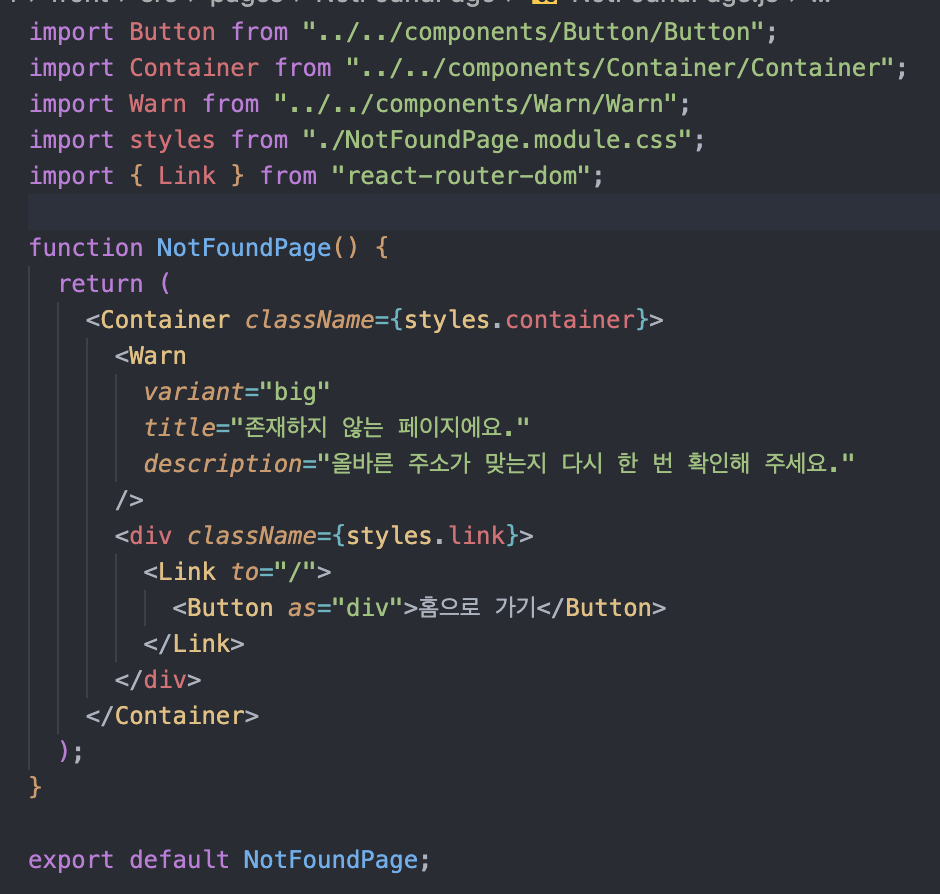 import Button from "../../components/Button/Button";
import Container from "../../components/Container/Container";
import Warn from "../../components/Warn/Warn";
import styles from "./NotFoundPage.module.css";
import { Link } from "react-router-dom";
function NotFoundPage() {
return (
<Container className={styles.container}>
<Warn
variant="big"
title="존재하지 않는 페이지에요."
description="올바른 주소가 맞는지 다시 한 번 확인해 주세요."
/>
<div className={styles.link}>
<Link to="/">
<Button as="div">홈으로 가기</Button>
</Link>
</div>
</Container>
);
}
export default NotFoundPage;